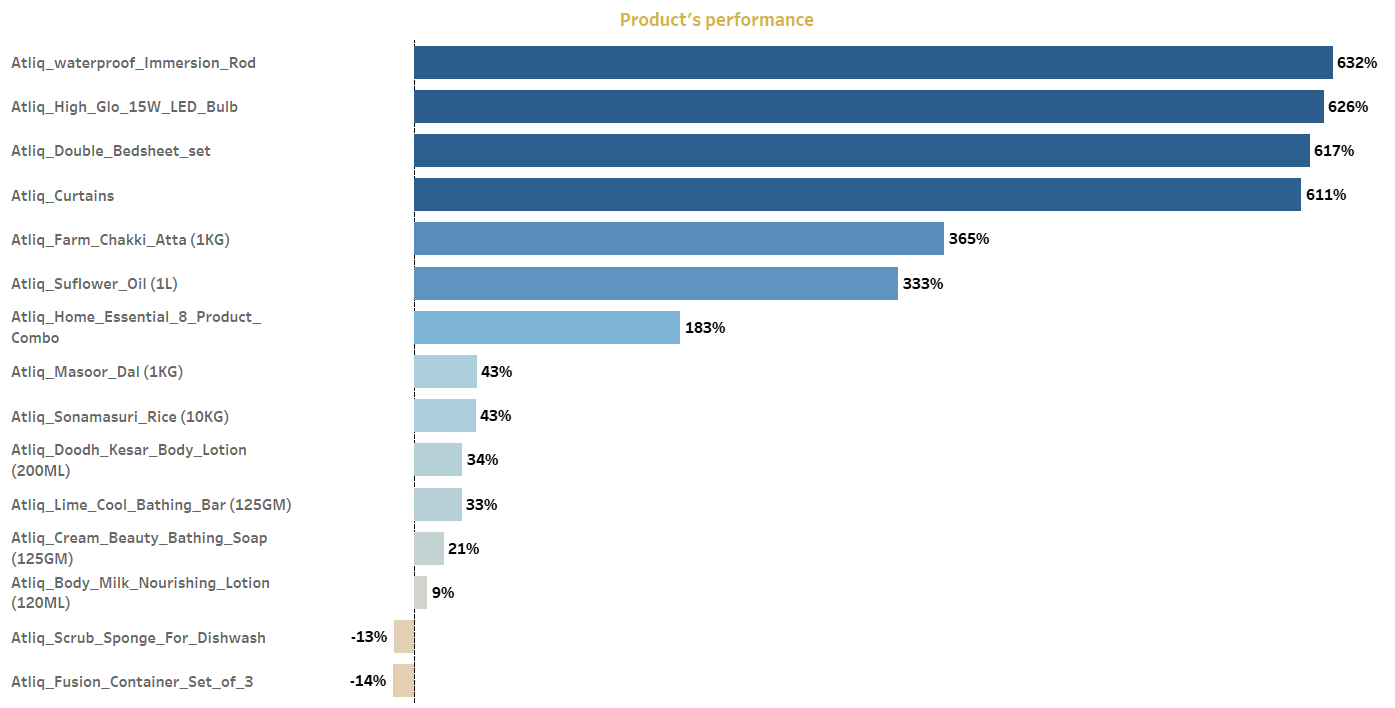 Product's performance
Atliq_waterproof_Immersion_Rod 632%
Atliq_High_Glo_15W_LED_Bulb 626%
Atliq_Double_Bedsheet_set 617%
Atliq_Curtains 611%
Atliq_Farm_Chakki_Atta (1KG) 365%
Atliq_Suflower_Oil (1L) 333%
Atliq_Home_Essential_8_Product_
Combo 183%
Atliq_Masoor_Dal (1KG) 43%
Atliq_Sonamasuri_Rice (10KG) 43%
Atliq_Doodh_Kesar_Body_Lotion
(200ML) 34%
Atliq_Lime_Cool_Bathing_Bar (125GM) 33%
Atliq_Cream_Beauty_Bathing_Soap
(125GM) 21%
Atliq_Body_Milk_Nourishing_Lotion
(120ML) 9%
Atliq_Scrub_Sponge_For_Dishwash -13%
Atliq_Fusion_Container_Set_of_3 -14%